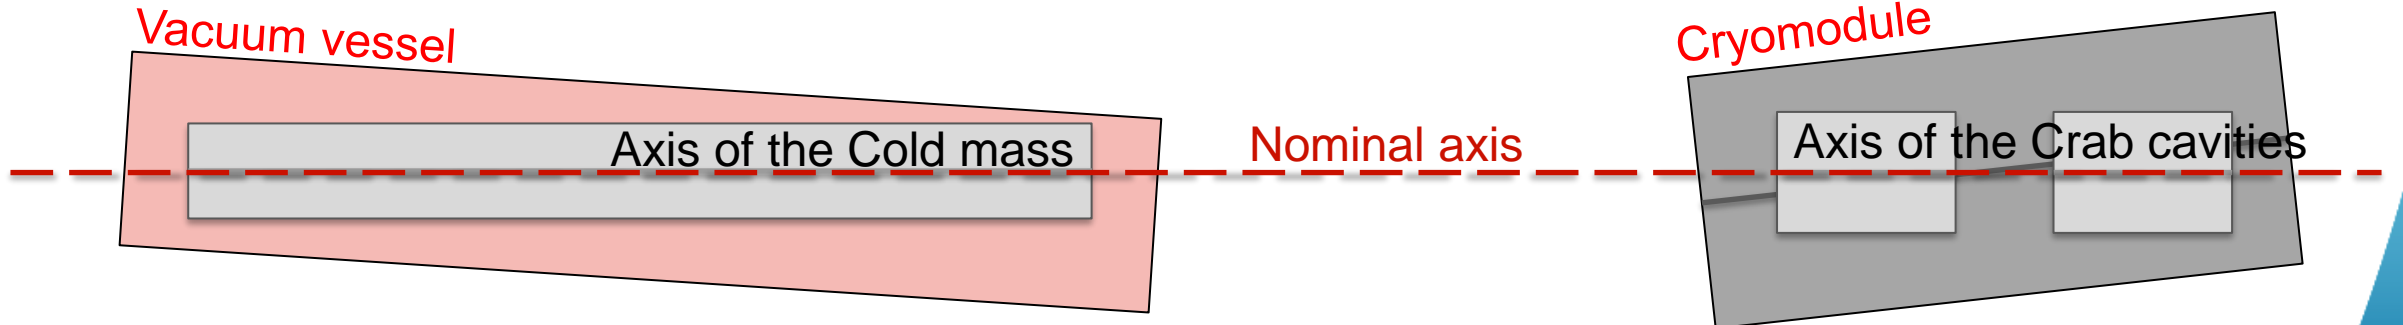 Vacuum vessel
Cryomodule
Axis of the Cold mass
Nominal axis
Axis of the Crab cavities